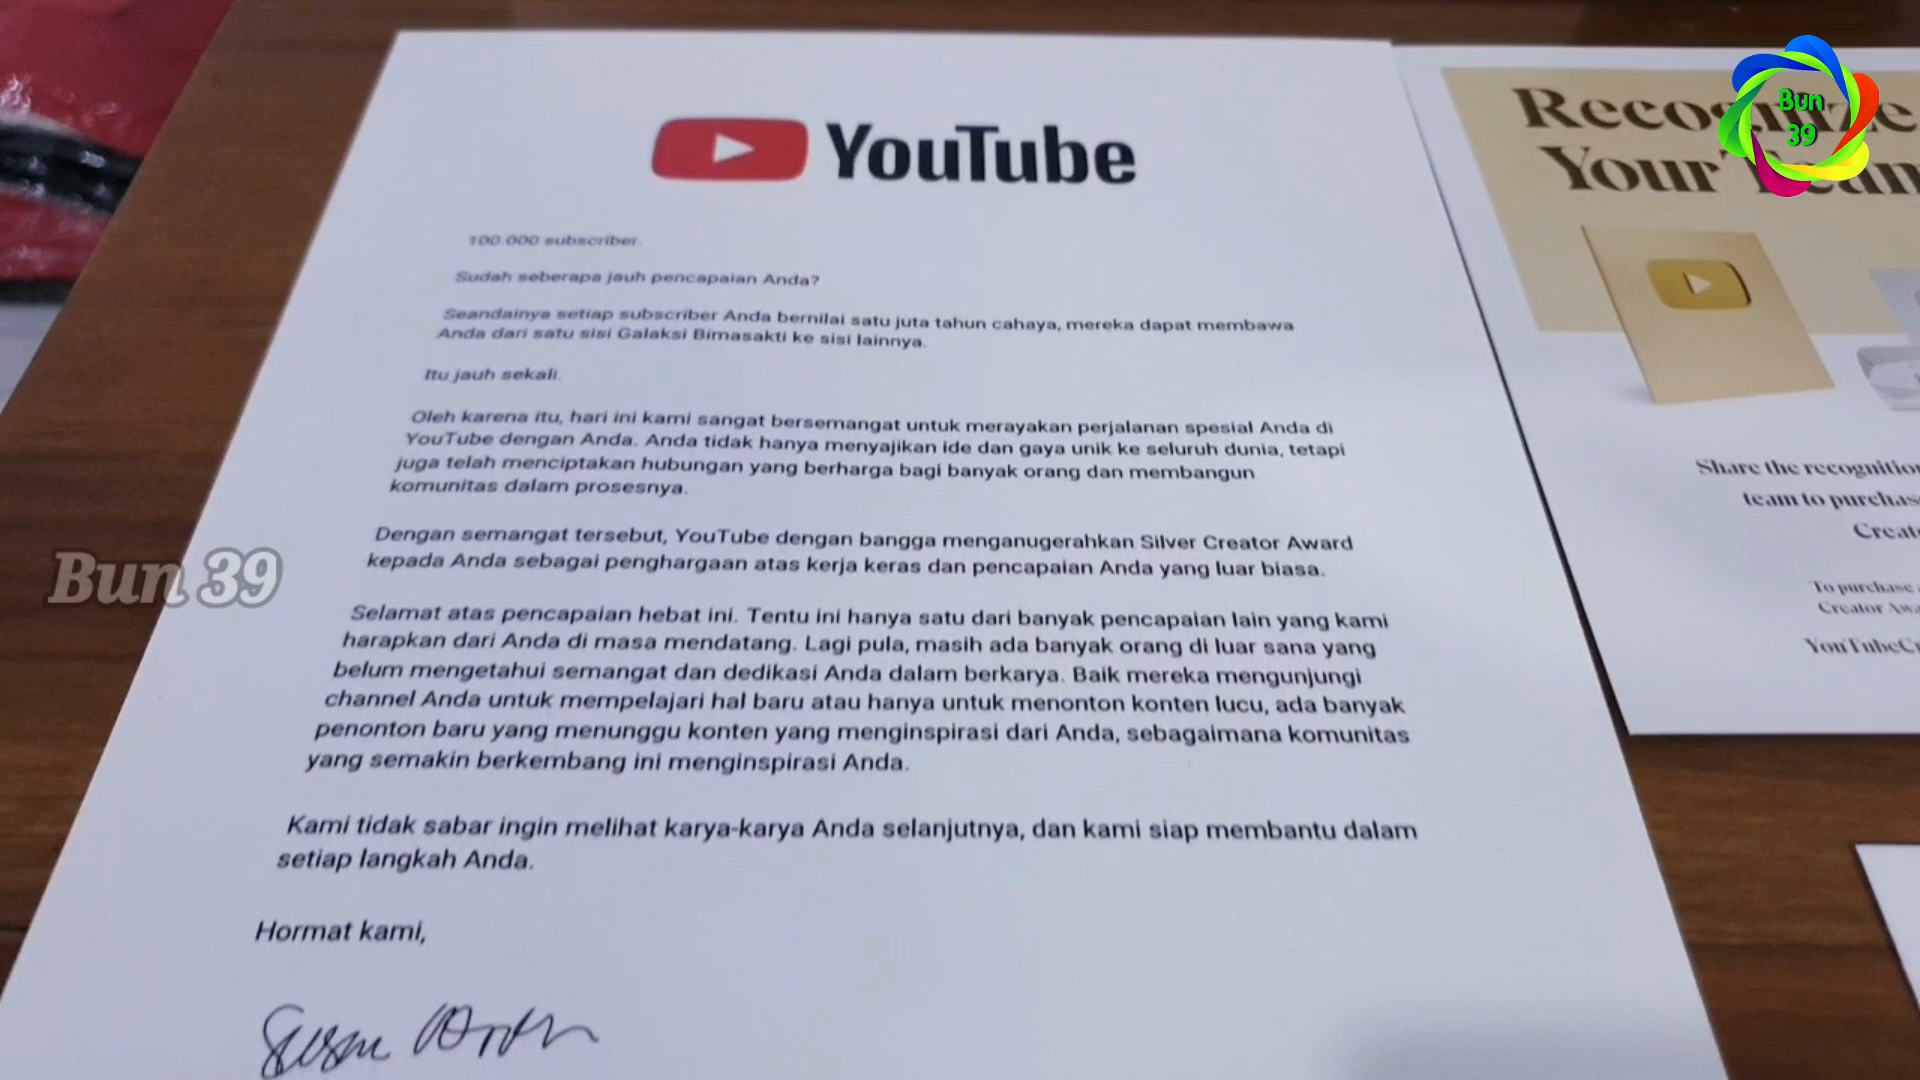 YouTube
100.000 subscriber.
Sudah seberapa jauh pencapaian Anda?
Seandainya setiap subscriber Anda bernilai satu juta tahun cahaya, mereka dapat membawa
Anda dari satu sisi Galaksi Bimasakti ke sisi lainnya.
Itu jauh sekali.
Oleh karena itu, hari ini kami sangat bersemangat untuk merayakan perjalanan spesial Anda di
YouTube dengan Anda. Anda tidak hanya menyajikan ide dan gaya unik ke seluruh dunia, tetapi
juga telah menciptakan hubungan yang berharga bagi banyak orang dan membangun
komunitas dalam prosesnya.
Dengan semangat tersebut, YouTube dengan bangga menganugerahkan Silver Creator Award
kepada Anda sebagai penghargaan atas kerja keras dan pencapaian Anda yang luar biasa.
Selamat atas pencapaian hebat ini. Tentu ini hanya satu dari banyak pencapaian lain yang kami
harapkan dari Anda di masa mendatang. Lagi pula, masih ada banyak orang di luar sana yang
belum mengetahui semangat dan dedikasi Anda dalam berkarya. Baik mereka mengunjungi
channel Anda untuk mempelajari hal baru atau hanya untuk menonton konten lucu, ada banyak
penonton baru yang menunggu konten yang menginspirasi dari Anda, sebagaimana komunitas
yang semakin berkembang ini menginspirasi Anda.
Kami tidak sabar ingin melihat karya-karya Anda selanjutnya, dan kami siap membantu dalam
setiap langkah Anda.
Hormat kami,
Recognize
Your Team
Share the recognition
team to purchase
To purchase
Creator
Bun
39
Bun 39